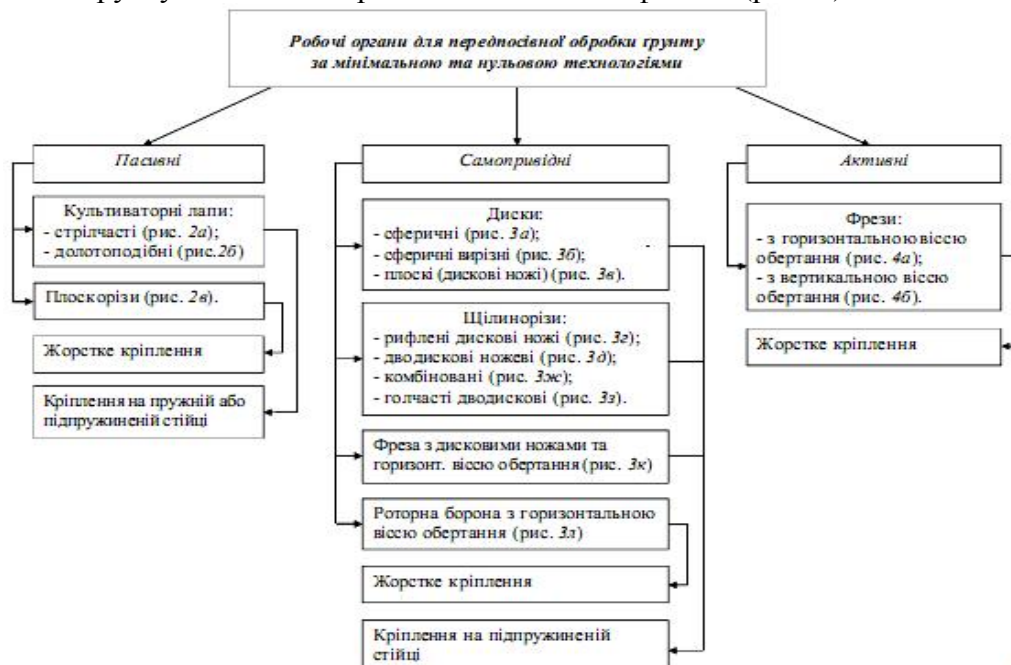 Робочі органи для передпосівної обробки ґрунту
за мінімальною та нульовою технологіями
Пасивні
Культиваторні лапи:
- стрілчасті (рис. 2а);
- долотоподібні (рис.2б)
Плоскорізи (рис. 2в).
Жорстке кріплення
Кріплення на пружній або
підпружиненій стійці
Самопривідні
Диски:
- сферичні (рис. 3а);
- сферичні вирізні (рис. 3б);
- плоскі (дискові ножі) (рис. 3в).
Щілинорізи:
- рифлені дискові ножі (рис. 3г);
- дводискові ножеві (рис. 3д);
- комбіновані (рис. 3ж);
- голчасті дводискові (рис. 3з).
Фреза з дисковими ножами та
горизонт. віссю обертання (рис. 3к)
Роторна борона з горизонтальною
віссю обертання (рис. 3л)
Жорстке кріплення
Кріплення на підпружиненій
стійці
Активні
Фрези:
- з горизонтальною віссю
обертання (рис. 4а);
- з вертикальною віссю
обертання (рис. 4б).
Жорстке кріплення